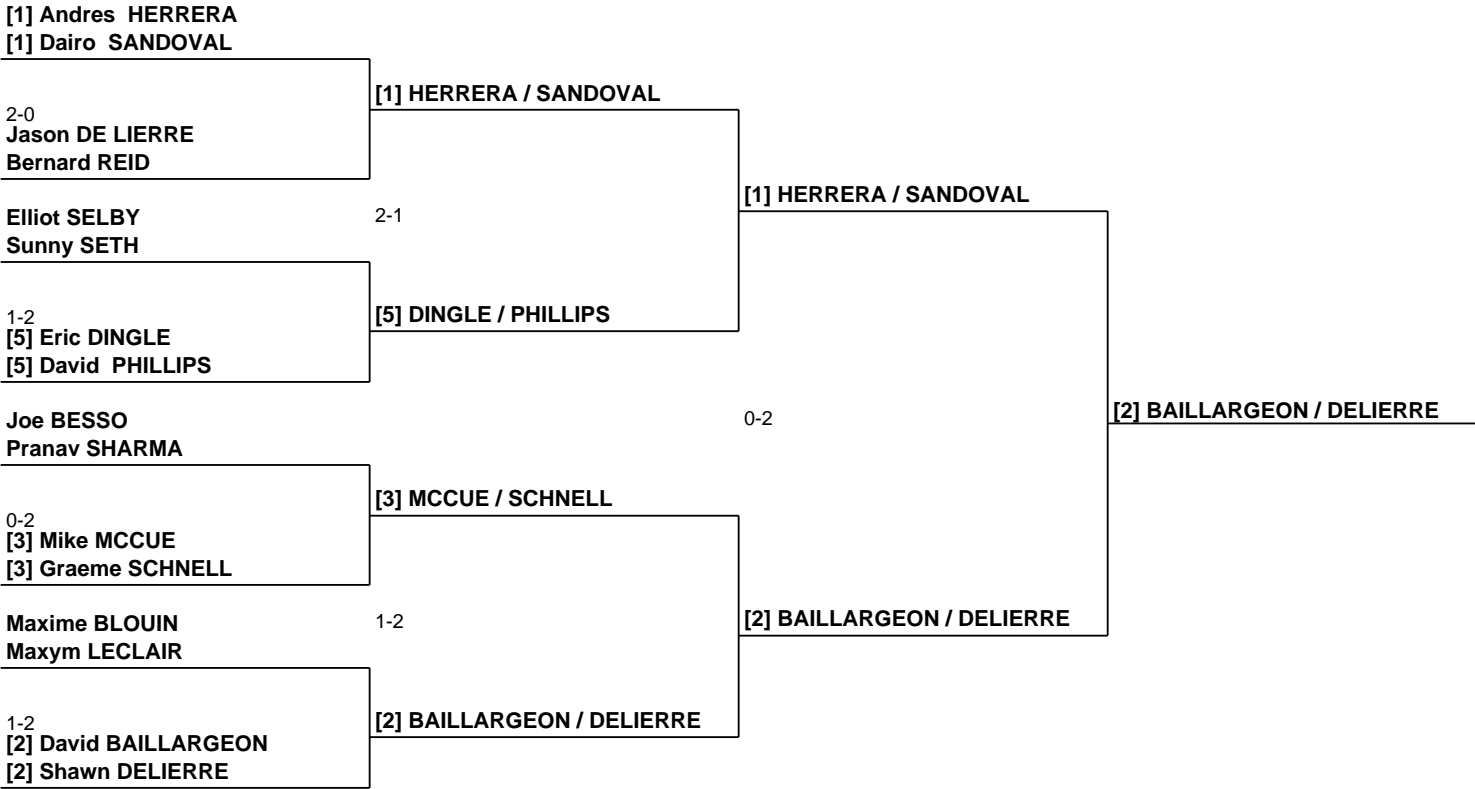 [1] Andres  HERRERA
[1] Dairo  SANDOVAL
[1] HERRERA / SANDOVAL
2-0
Jason DE LIERRE
Bernard REID
[1] HERRERA / SANDOVAL
Elliot SELBY
2-1
Sunny SETH
[5] DINGLE / PHILLIPS
1-2
[5] Eric DINGLE
[5] David  PHILLIPS
[2] BAILLARGEON / DELIERRE
Joe BESSO
0-2
Pranav SHARMA
[3] MCCUE / SCHNELL
0-2
[3] Mike MCCUE
[3] Graeme SCHNELL
[2] BAILLARGEON / DELIERRE
Maxime BLOUIN
1-2
Maxym LECLAIR
[2] BAILLARGEON / DELIERRE
1-2
[2] David BAILLARGEON
[2] Shawn DELIERRE